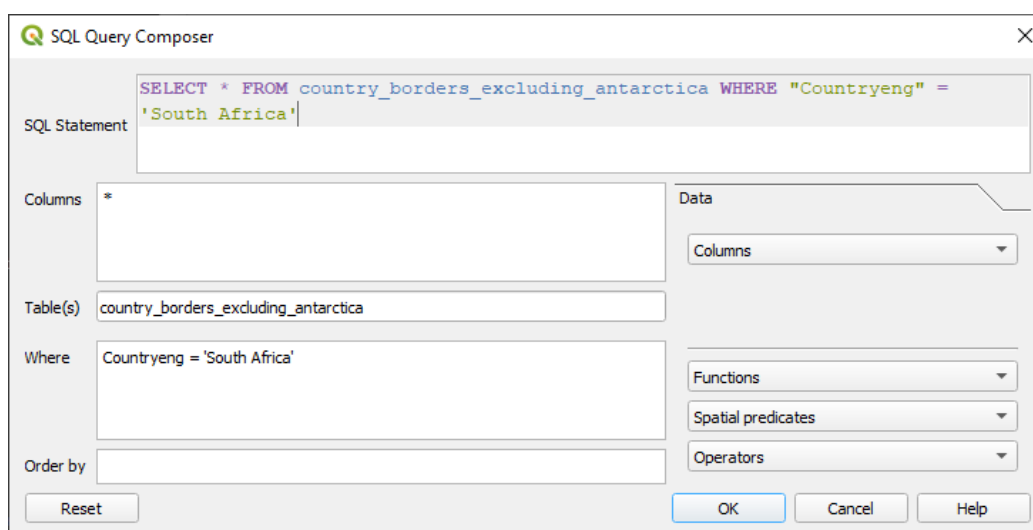 SQL Query Composer
SELECT * FROM country_borders_excluding_antarctica WHERE "Countryeng" =
'South Africa'
SQL Statement
Columns
*
Data
Columns
Table(s)
country_borders_excluding_antarctica
Where
Countryeng = 'South Africa'
Functions
Spatial predicates
Operators
Order by
Reset
OK
Cancel
Help